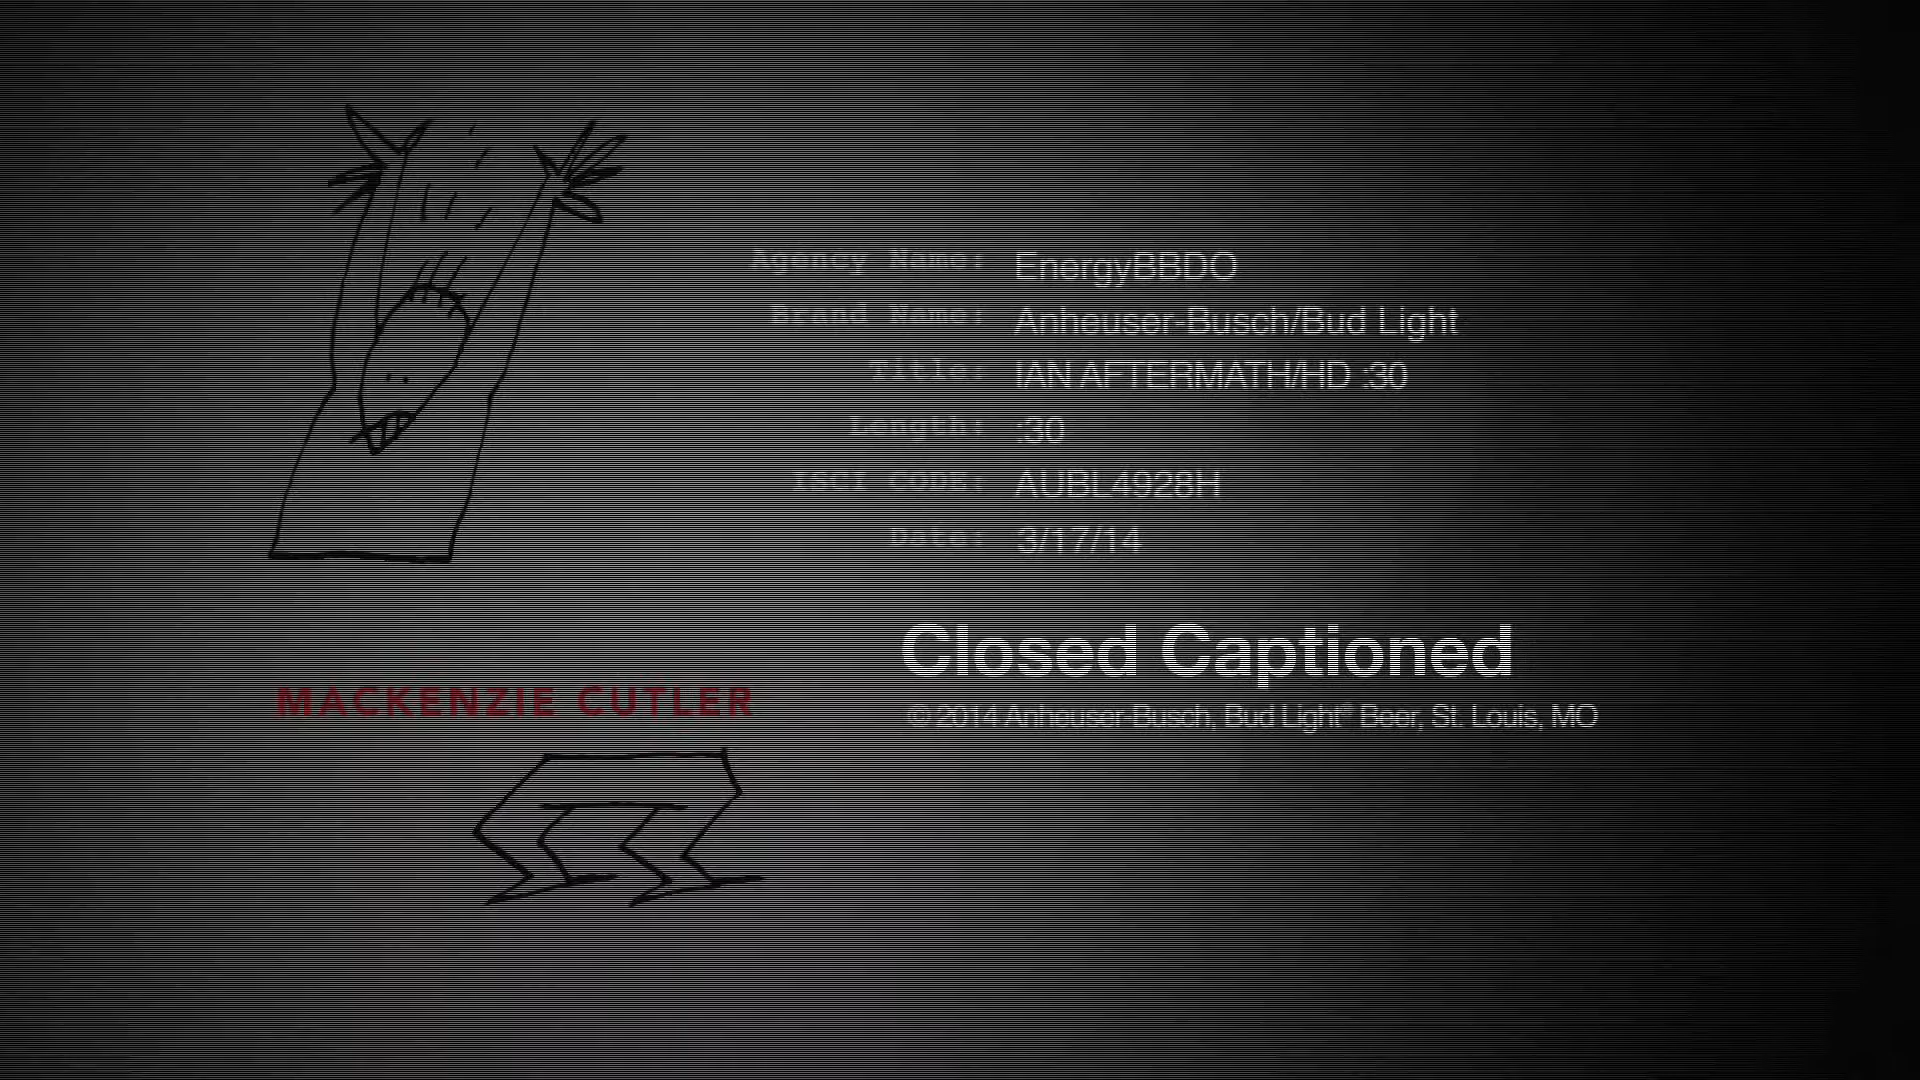 Agency Name: EnergyBBDO
Brand Name: Anheuser-Busch/Bud Light
Title: IAN AFTERMATH/HD :30
Length: :30
ISCI CODE: AUBL4928H
Date: 3/17/14
Closed Captioned
MACKENZIE CUTLER
© 2014 Anheuser-Busch, Bud Light® Beer, St. Louis, MO